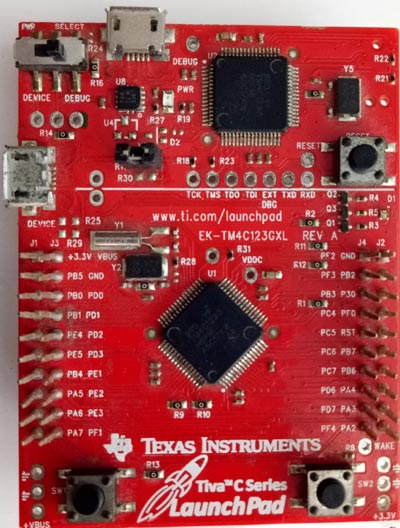 PWR SELECT
R24
R16
DEVICE DEBUG
R14
U8
U4
R27
PWR
R19
D2
R30
DEBUG
U2
R22
R21
Y5
RESET
R18 R23
TCK TMS TDO TDI EXT TXD RXD
DBG
Q2
Q3
R4
R5
D1
R2
www.ti.com/launchpad
EK-TM4C123GXL REV A
DEVICE
R25
R29
Y1
Y2
R28
R31
VDDC
U1
R11
R12
R1
J1 J3
J4 J2
+3.3V VBUS
PB5 GND
PB0 PD0
PB1 PD1
PE4 PD2
PE5 PD3
PB4 PE1
PA5 PE2
PA6 PE3
PA7 PF1
PF2 GND
PF3 PB2
PB3 PE0
PC4 PF0
PC5 RST
PC6 PB7
PC7 PB6
PD6 PA4
PD7 PA3
PF4 PA2
R9 R10
TEXAS INSTRUMENTS
R13
R8
WAKE
SW1
SW2
Tiva™ C Series
LaunchPad
+VBUS
+3.3V